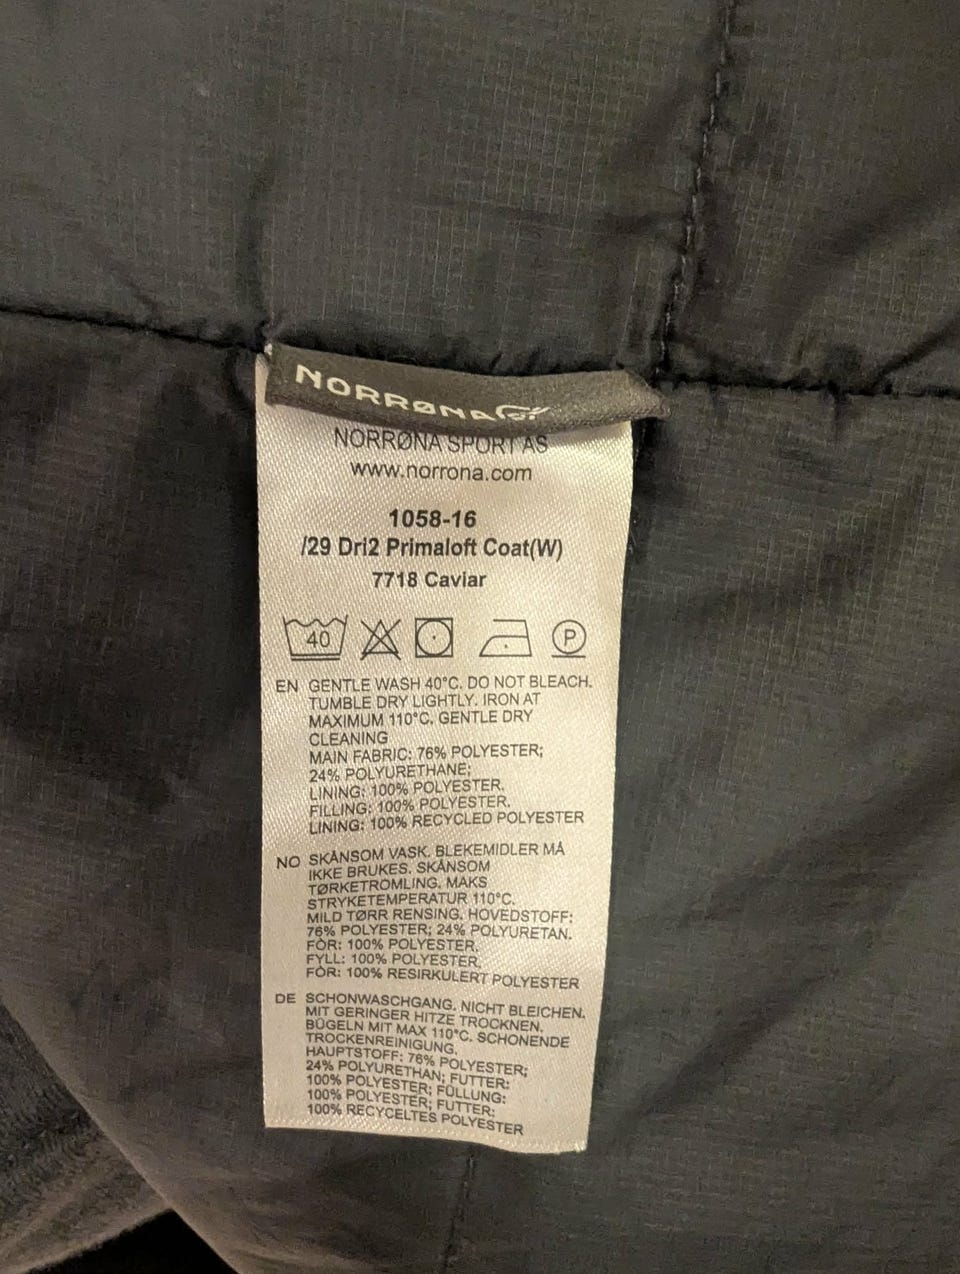 NORRØNA
NORRØNA SPORT AS
www.norrona.com
1058-16
/29 Dri2 Primaloft Coat(W)
7718 Caviar
40 P
EN GENTLE WASH 40°C. DO NOT BLEACH.
TUMBLE DRY LIGHTLY. IRON AT
MAXIMUM 110°C. GENTLE DRY
CLEANING
MAIN FABRIC: 76% POLYESTER;
24% POLYURETHANE;
LINING: 100% POLYESTER.
FILLING: 100% POLYESTER.
LINING: 100% RECYCLED POLYESTER
NO SKÅNSOM VASK. BLEKEMIDLER MÅ
IKKE BRUKES. SKÅNSOM
TØRKETROMLING. MAKS
STRYKETEMPERATUR 110°C.
MILD TØRR RENSING. HOVEDSTOFF:
76% POLYESTER; 24% POLYURETAN.
FÒR: 100% POLYESTER.
FYLL: 100% POLYESTER.
FÒR: 100% RESIRKULERT POLYESTER
DE SCHONWASCHGANG. NICHT BLEICHEN.
MIT GERINGER HITZE TROCKNEN.
BÜGELN MIT MAX 110°C. SCHONENDE
TROCKENREINIGUNG.
HAUPTSTOFF: 76% POLYESTER;
24% POLYURETHAN; FUTTER:
100% POLYESTER; FÜLLUNG:
100% POLYESTER; FUTTER:
100% RECYCELTES POLYESTER